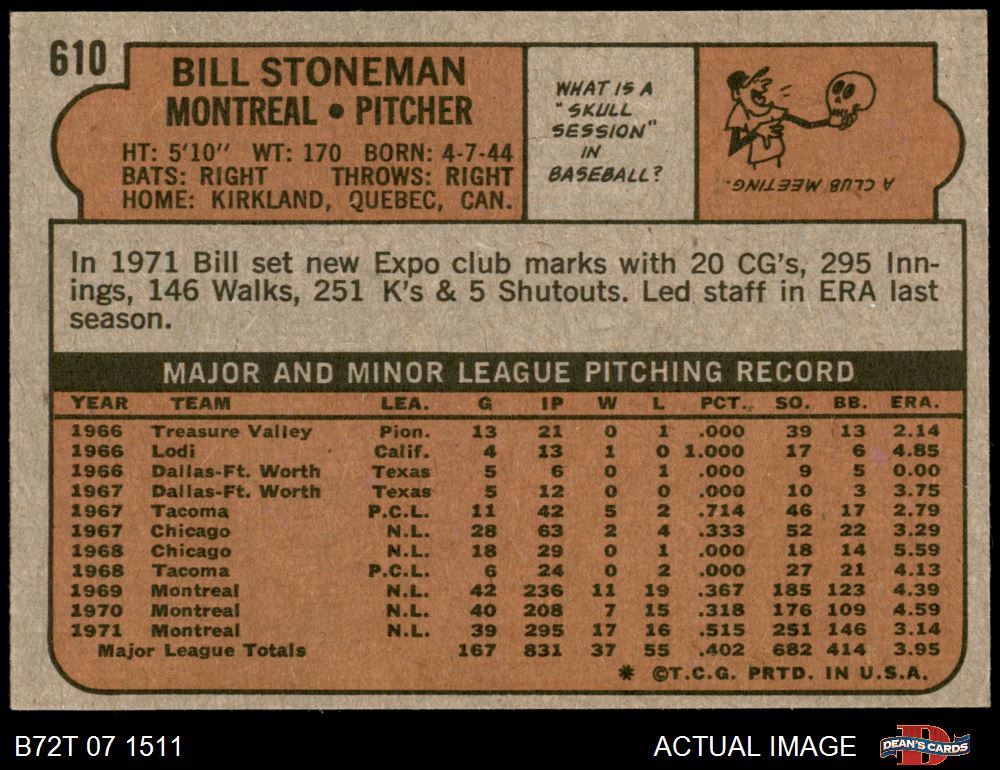 610
BILL STONEMAN
MONTREAL • PITCHER
HT: 5'10" WT: 170 BORN: 4-7-44
BATS: RIGHT THROWS: RIGHT
HOME: KIRKLAND, QUEBEC, CAN.
WHAT IS A
"SKULL
SESSION"
IN
BASEBALL?
A CLUB MEETING.
In 1971 Bill set new Expo club marks with 20 CG's, 295 Inn-
ings, 146 Walks, 251 K's & 5 Shutouts. Led staff in ERA last
season.
MAJOR AND MINOR LEAGUE PITCHING RECORD
YEAR TEAM LEA. G IP W L PCT. SO. BB. ERA.
1966 Treasure Valley Pion. 13 21 0 1 .000 39 13 2.14
1966 Lodi Calif. 4 13 1 0 1.000 17 6 4.85
1966 Dallas-Ft. Worth Texas 5 6 0 1 .000 9 5 0.00
1967 Dallas-Ft. Worth Texas 5 12 0 0 .000 10 3 3.75
1967 Tacoma P.C.L. 11 42 5 2 .714 46 17 2.79
1967 Chicago N.L. 28 63 2 4 .333 52 22 3.29
1968 Chicago N.L. 18 29 0 1 .000 18 14 5.59
1968 Tacoma P.C.L. 6 24 0 2 .000 27 21 4.13
1969 Montreal N.L. 42 236 11 19 .367 185 123 4.39
1970 Montreal N.L. 40 208 7 15 .318 176 109 4.59
1971 Montreal N.L. 39 295 17 16 .515 251 146 3.14
Major League Totals 167 831 37 55 .402 682 414 3.95
* ©T.C.G. PRTD. IN U.S.A.
B72T 07 1511
ACTUAL IMAGE
D
DEAN'S CARDS